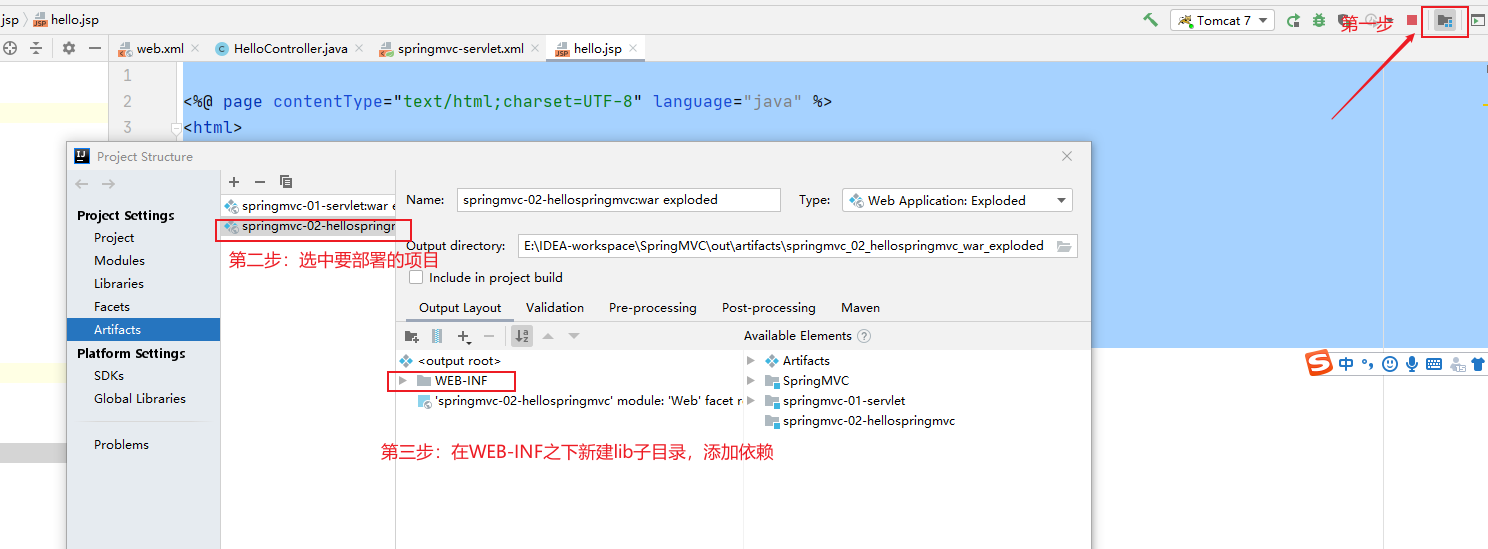 jsp hello.jsp Tomcat 7 第一步
web.xml HelloController.java springmvc-servlet.xml hello.jsp
1
2 <%@ page contentType="text/html;charset=UTF-8" language="java" %>
3 <html>
Project Structure
Project Settings
Project
Modules
Libraries
Facets
Artifacts
Platform Settings
SDKs
Global Libraries
Problems
springmvc-01-servlet:war e
springmvc-02-hellospringm
第二步：选中要部署的项目
Name: springmvc-02-hellospringmvc:war exploded Type: Web Application: Exploded
Output directory: E:\IDEA-workspace\SpringMVC\out\artifacts\springmvc_02_hellospringmvc_war_exploded
Include in project build
Output Layout Validation Pre-processing Post-processing Maven
Available Elements ?
<output root>
WEB-INF
'springmvc-02-hellospringmvc' module: 'Web' facet r
Artifacts
SpringMVC
springmvc-01-servlet
springmvc-02-hellospringmvc
第三步：在WEB-INF之下新建lib子目录，添加依赖
S 中